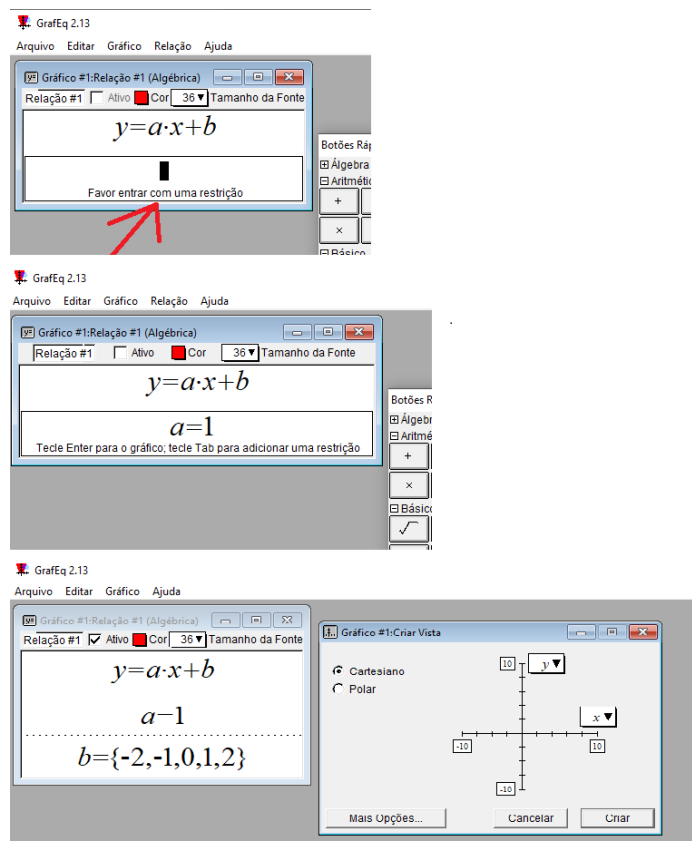 GrafEq 2.13
Arquivo Editar Gráfico Relação Ajuda
Gráfico #1:Relação #1 (Algébrica)
Relação #1 Ativo Cor 36 Tamanho da Fonte
y=a·x+b
Favor entrar com uma restrição
Botões Ráp
Álgebra
Aritmétic
+
×
Básico
GrafEq 2.13
Arquivo Editar Gráfico Relação Ajuda
Gráfico #1:Relação #1 (Algébrica)
Relação #1 Ativo Cor 36 Tamanho da Fonte
y=a·x+b
a=1
Tecle Enter para o gráfico; tecle Tab para adicionar uma restrição
Botões R
Álgebr
Aritmé
+
×
Básico
√
.
GrafEq 2.13
Arquivo Editar Gráfico Ajuda
Gráfico #1:Relação #1 (Algébrica)
Relação #1 Ativo Cor 36 Tamanho da Fonte
y=a·x+b
a=1
b={-2,-1,0,1,2}
Gráfico #1:Criar Vista
Cartesiano
Polar
10 y
x
-10 10
-10
Mais Opções... Cancelar Criar